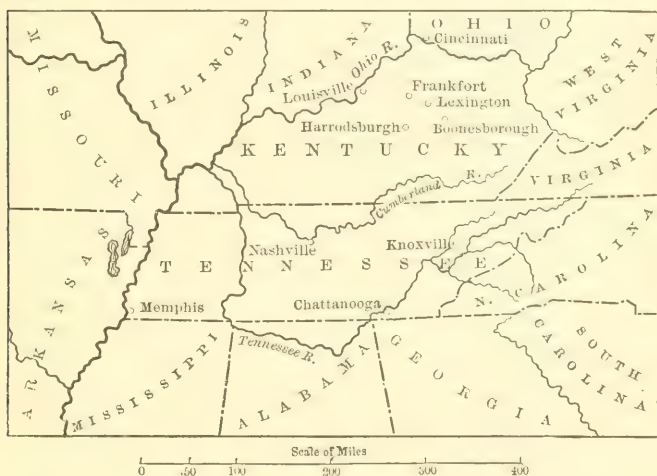 OHIO
Cincinnati
MISSOURI
ILLINOIS
INDIANA
Ohio R.
Louisville
Frankfort
Lexington
WEST
VIRGINIA
Harrodsburgh
Boonesborough
KENTUCKY
VIRGINIA
Cumberland
R.
ARKANSAS
Nashville
Knoxville
TENNESSEE
N. CAROLINA
Memphis
Chattanooga
Tennessee R.
MISSISSIPPI
ALABAMA
GEORGIA
SOUTH
CAROLINA
Scale of Miles
0 50 100 200 300 400